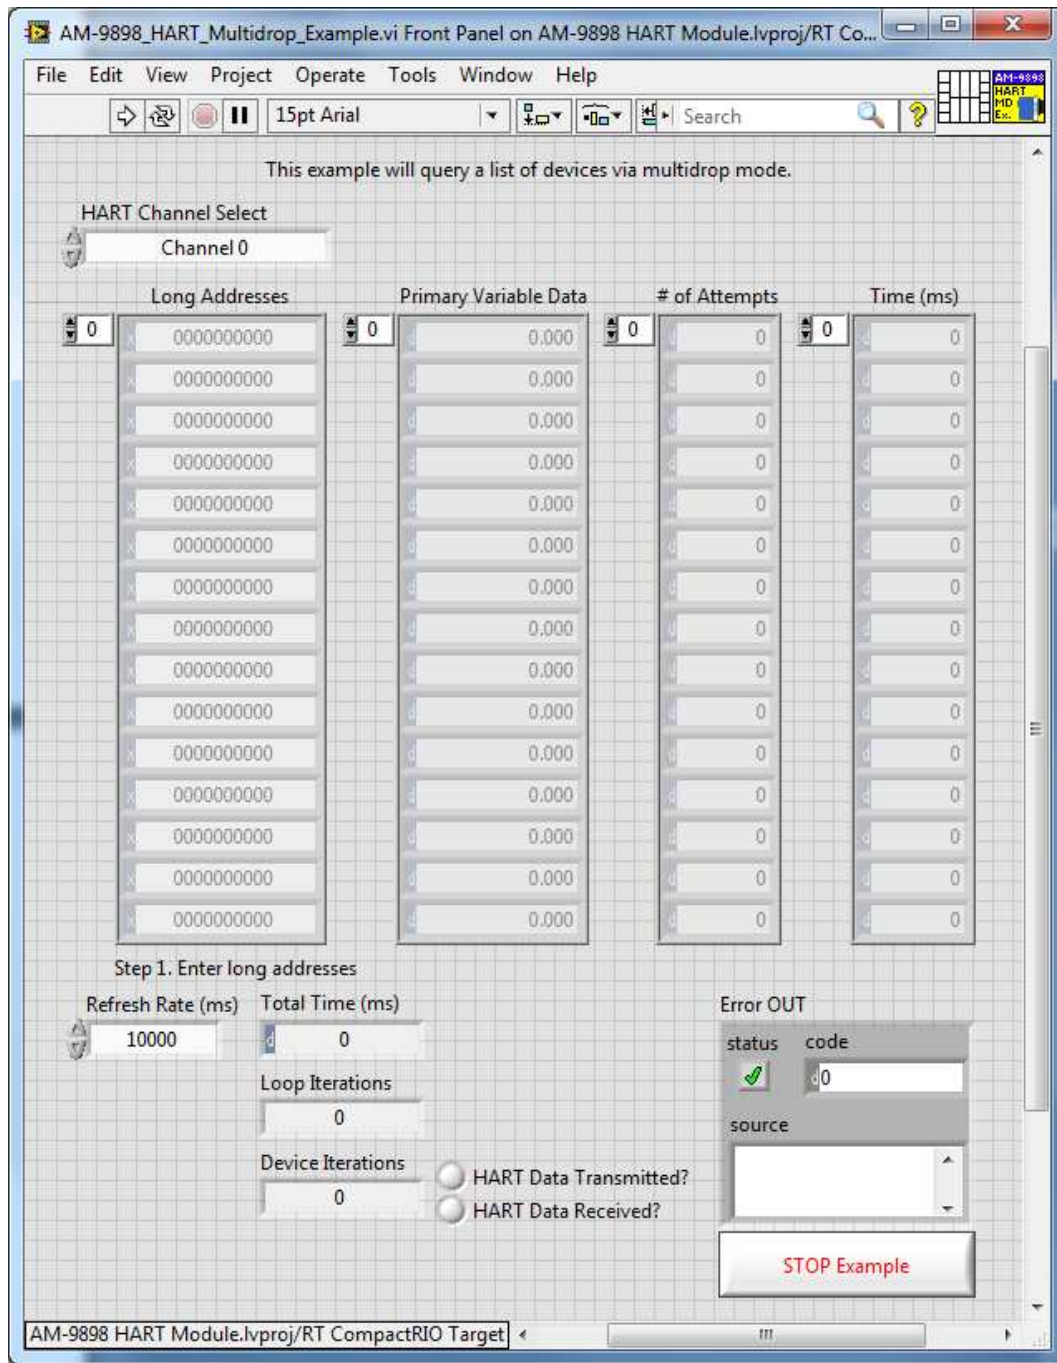 AM-9898_HART_Multidrop_Example.vi Front Panel on AM-9898 HART Module.lvproj/RT Co...
File Edit View Project Operate Tools Window Help
15pt Arial Search
AM-9898
HART
MD
Ex.
This example will query a list of devices via multidrop mode.
HART Channel Select
Channel 0
Long Addresses Primary Variable Data # of Attempts Time (ms)
0 x 0000000000 0 d 0.000 0 d 0 0 d 0
x 0000000000 d 0.000 d 0 d 0
x 0000000000 d 0.000 d 0 d 0
x 0000000000 d 0.000 d 0 d 0
x 0000000000 d 0.000 d 0 d 0
x 0000000000 d 0.000 d 0 d 0
x 0000000000 d 0.000 d 0 d 0
x 0000000000 d 0.000 d 0 d 0
x 0000000000 d 0.000 d 0 d 0
x 0000000000 d 0.000 d 0 d 0
x 0000000000 d 0.000 d 0 d 0
x 0000000000 d 0.000 d 0 d 0
x 0000000000 d 0.000 d 0 d 0
x 0000000000 d 0.000 d 0 d 0
x 0000000000 d 0.000 d 0 d 0
Step 1. Enter long addresses
Refresh Rate (ms) Total Time (ms) Error OUT
10000 d 0 status code
d 0
Loop Iterations
0 source
Device Iterations
0 HART Data Transmitted?
HART Data Received?
STOP Example
AM-9898 HART Module.lvproj/RT CompactRIO Target